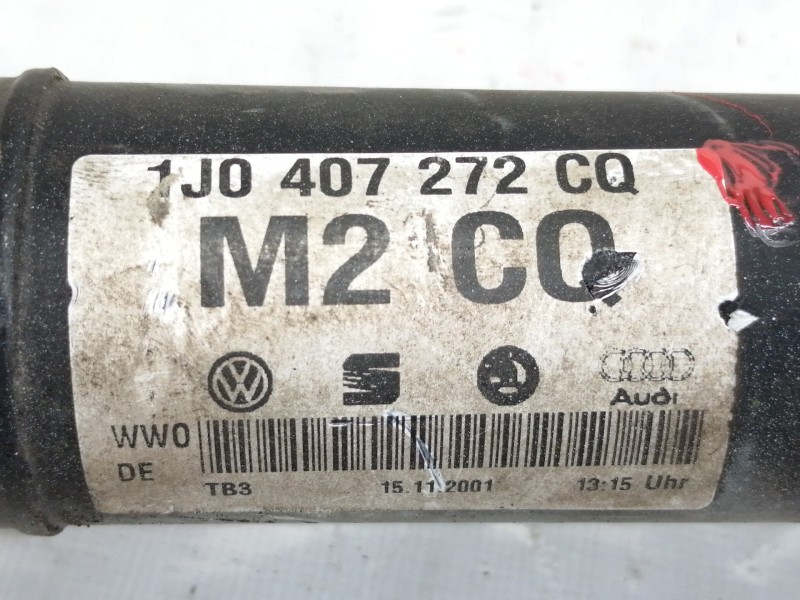 1J0 407 272 CQ
M2 CQ
Audi
WW0
DE
TB3 15.11.2001 13:15 Uhr